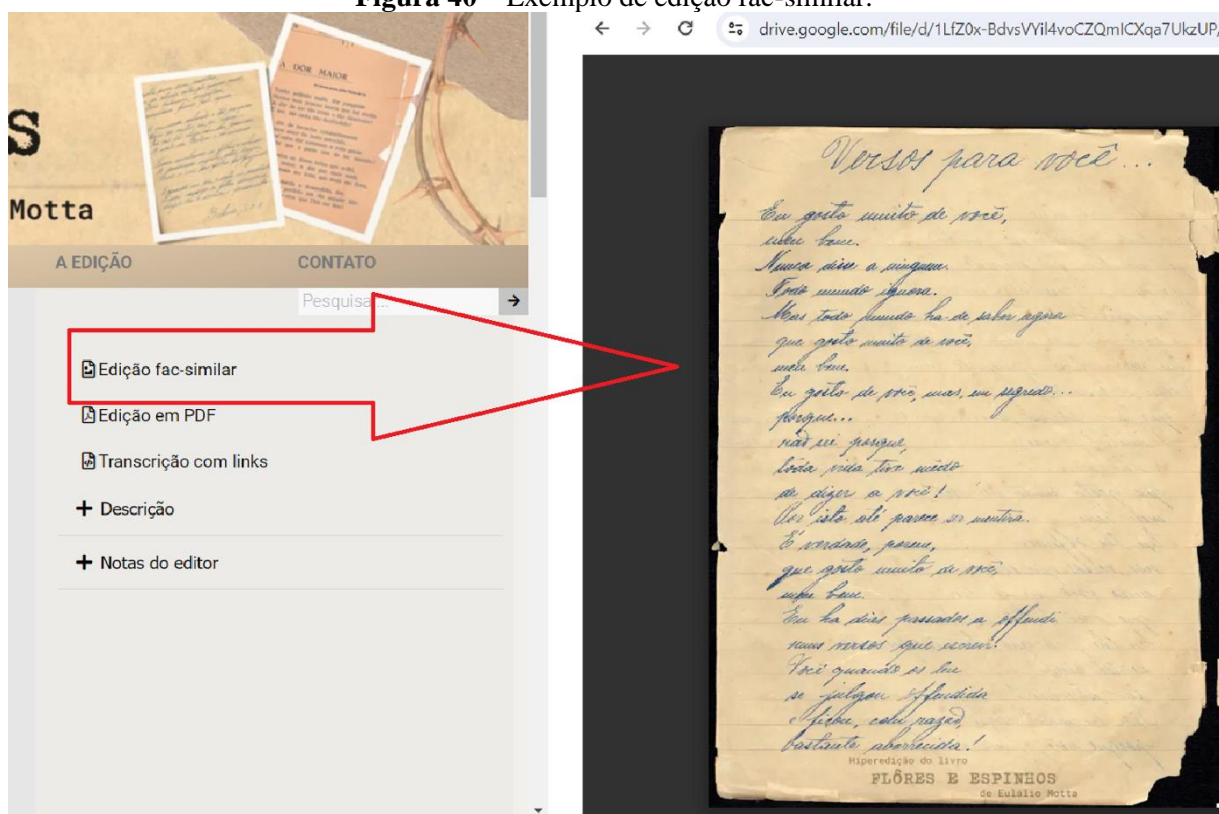 Figura 40 – Exemplo de edição fac-similar.
S
Motta
A DOR MAIOR
A EDIÇÃO
CONTATO
Pesquisa ...
Edição fac-similar
Edição em PDF
Transcrição com links
+ Descrição
+ Notas do editor
drive.google.com/file/d/1LfZ0x-BdvsVYil4voCZQmICXqa7UkzUP/
Versos para você...
Eu gosto muito de você,
meu bem.
Nunca disse a ninguem.
Todo mundo ignora.
Mas todo mundo ha de saber agora
que gosto muito de você,
meu bem.
Eu gosto de você, mas, em segredo...
porque...
não sei porque,
tôda vida tive mêdo
de dizer a você!
Por isto até parece ser mentira.
É verdade, porem,
que gosto muito de você,
meu bem.
Eu ha dias passados a offendi
nuns versos que escrevi.
Você quando os leu
se julgou offendida
e ficou, com razão,
bastante aborrecida!
Hiperedição do livro
FLÔRES E ESPINHOS
de Eulálio Motta